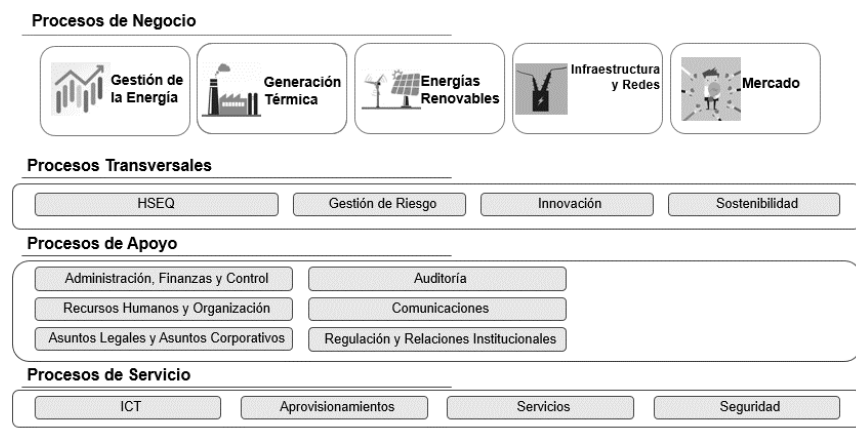 Procesos de Negocio
Gestión de
la Energía
Generación
Térmica
Energías
Renovables
Infraestructura
y Redes
Mercado
Procesos Transversales
HSEQ
Gestión de Riesgo
Innovación
Sostenibilidad
Procesos de Apoyo
Administración, Finanzas y Control
Auditoría
Recursos Humanos y Organización
Comunicaciones
Asuntos Legales y Asuntos Corporativos
Regulación y Relaciones Institucionales
Procesos de Servicio
ICT
Aprovisionamientos
Servicios
Seguridad